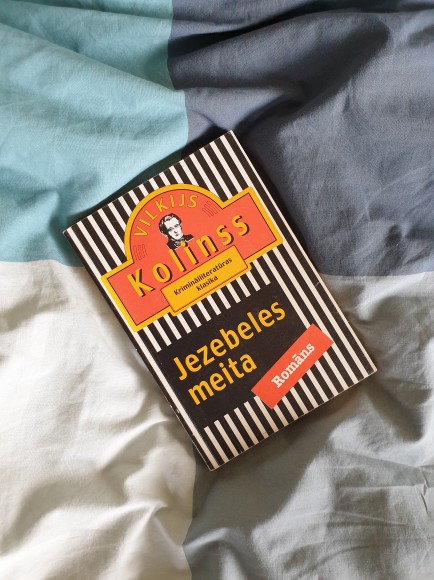 VILKIJS
Kolinss
Kriminālliteratūras
klasika
Jezebeles
meita
Romāns